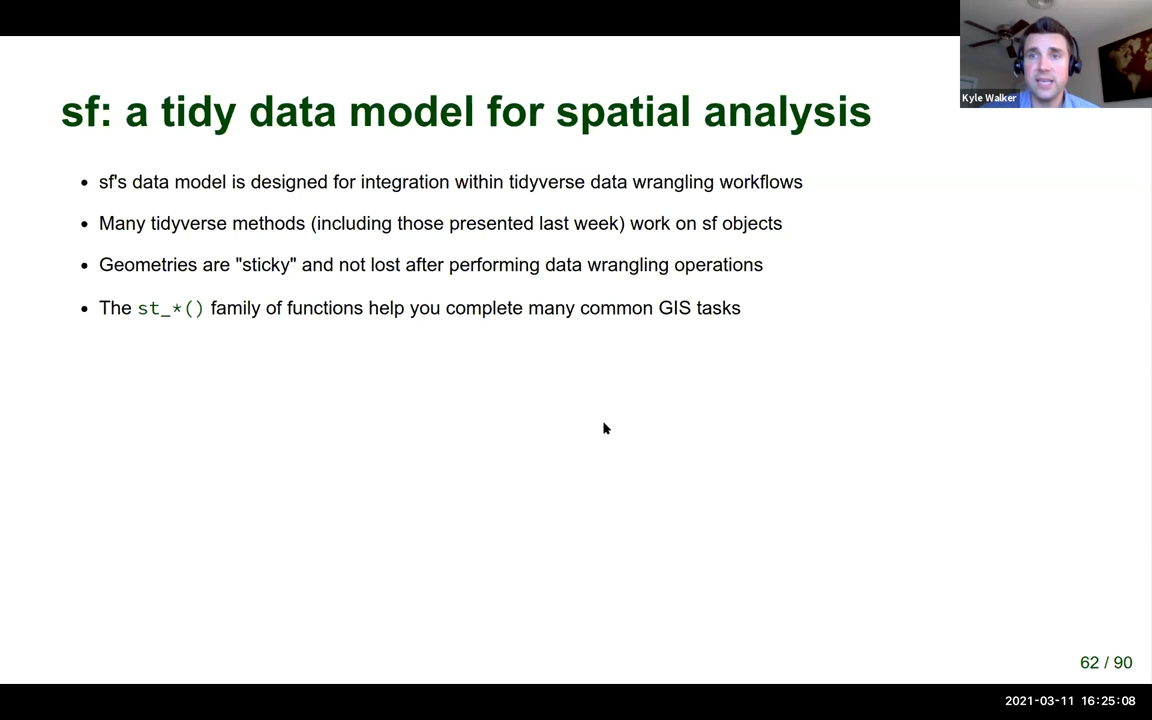 sf: a tidy data model for spatial analysis
Kyle Walker
• sf's data model is designed for integration within tidyverse data wrangling workflows
• Many tidyverse methods (including those presented last week) work on sf objects
• Geometries are "sticky" and not lost after performing data wrangling operations
• The st_*() family of functions help you complete many common GIS tasks
62 / 90
2021-03-11 16:25:08